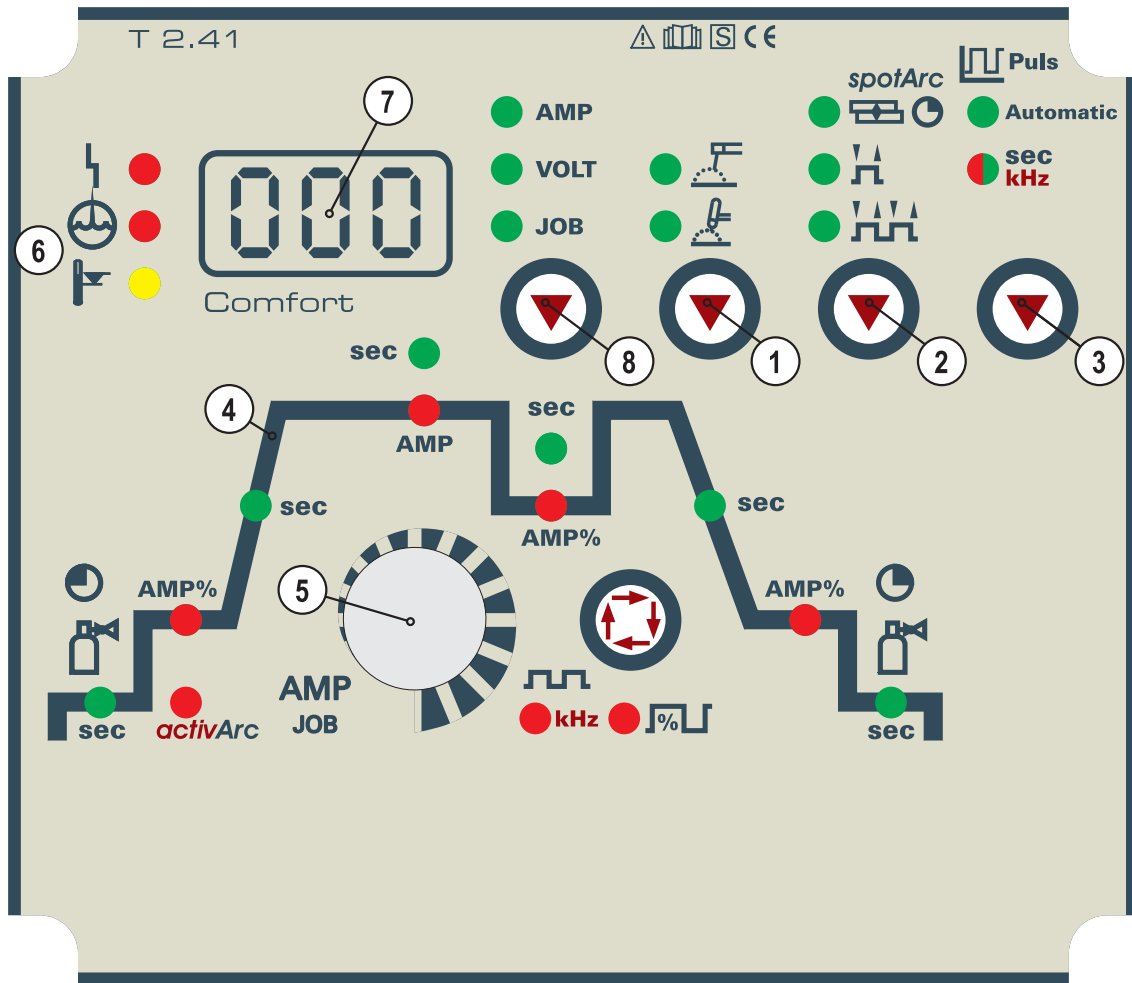 T 2.41
CE
Puls
spotArc
AMP
Automatic
7
VOLT
sec
kHz
JOB
6
000
Comfort
8
1
2
3
sec
4
sec
AMP
sec
sec
AMP%
5
AMP%
AMP%
AMP
JOB
kHz
%
sec
activArc
sec
S